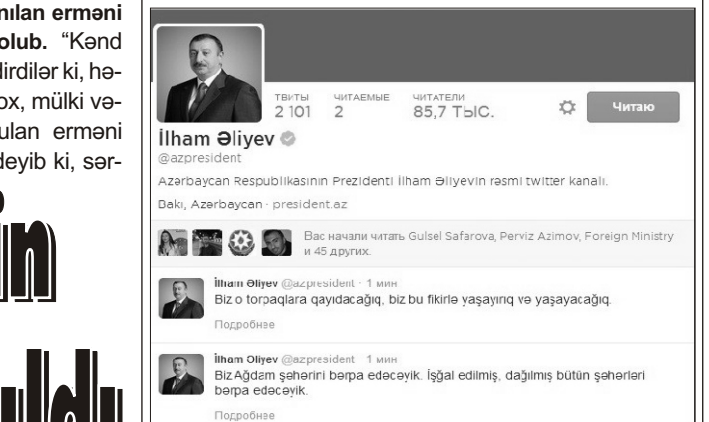 nılan erməni
olub. “Kənd
dirdilər ki, hə-
ox, mülki və-
ulan erməni
deyib ki, sər-
in
uldu
ТВИТЫ ЧИТАЕМЫЕ ЧИТАТЕЛИ
2 101 2 85,7 ТЫС.
Читаю
İlham Əliyev
@azpresident
Azərbaycan Respublikasının Prezidenti İlham Əliyevin rəsmi twitter kanalı.
Bakı, Azərbaycan · president.az
Вас начали читать Gulsel Safarova, Perviz Azimov, Foreign Ministry
и 45 других.
İlham Əliyev @azpresident · 1 мин
Biz o torpaqlara qayıdacağıq, biz bu fikirlə yaşayırıq və yaşayacağıq.
Подробнее
İlham Əliyev @azpresident · 1 мин
Biz Ağdam şəhərini bərpa edəcəyik. İşğal edilmiş, dağılmış bütün şəhərləri
bərpa edəcəyik.
Подробнее